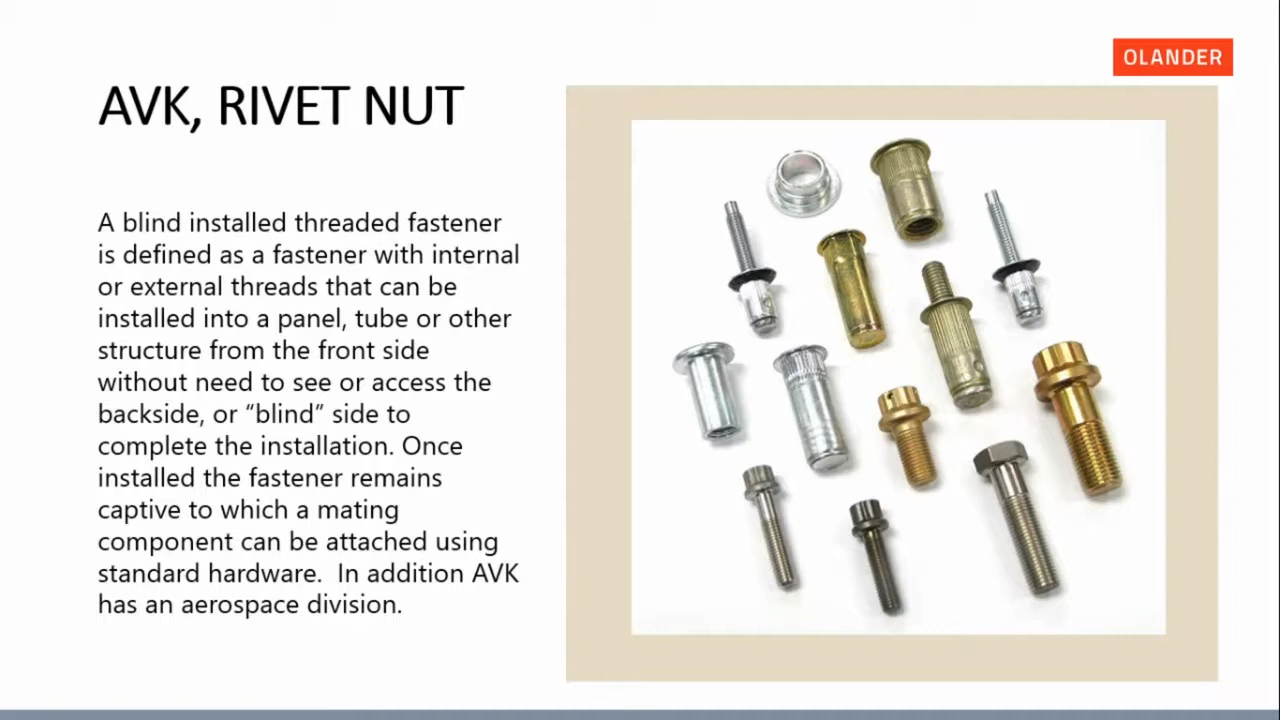 OLANDER
AVK, RIVET NUT
A blind installed threaded fastener
is defined as a fastener with internal
or external threads that can be
installed into a panel, tube or other
structure from the front side
without need to see or access the
backside, or “blind” side to
complete the installation. Once
installed the fastener remains
captive to which a mating
component can be attached using
standard hardware.  In addition AVK
has an aerospace division.